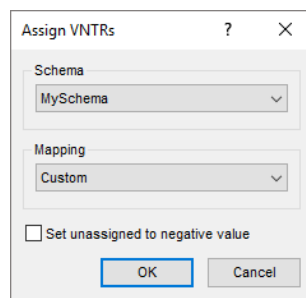 Assign VNTRs ?
Schema
MySchema
Mapping
Custom
Set unassigned to negative value
OK Cancel